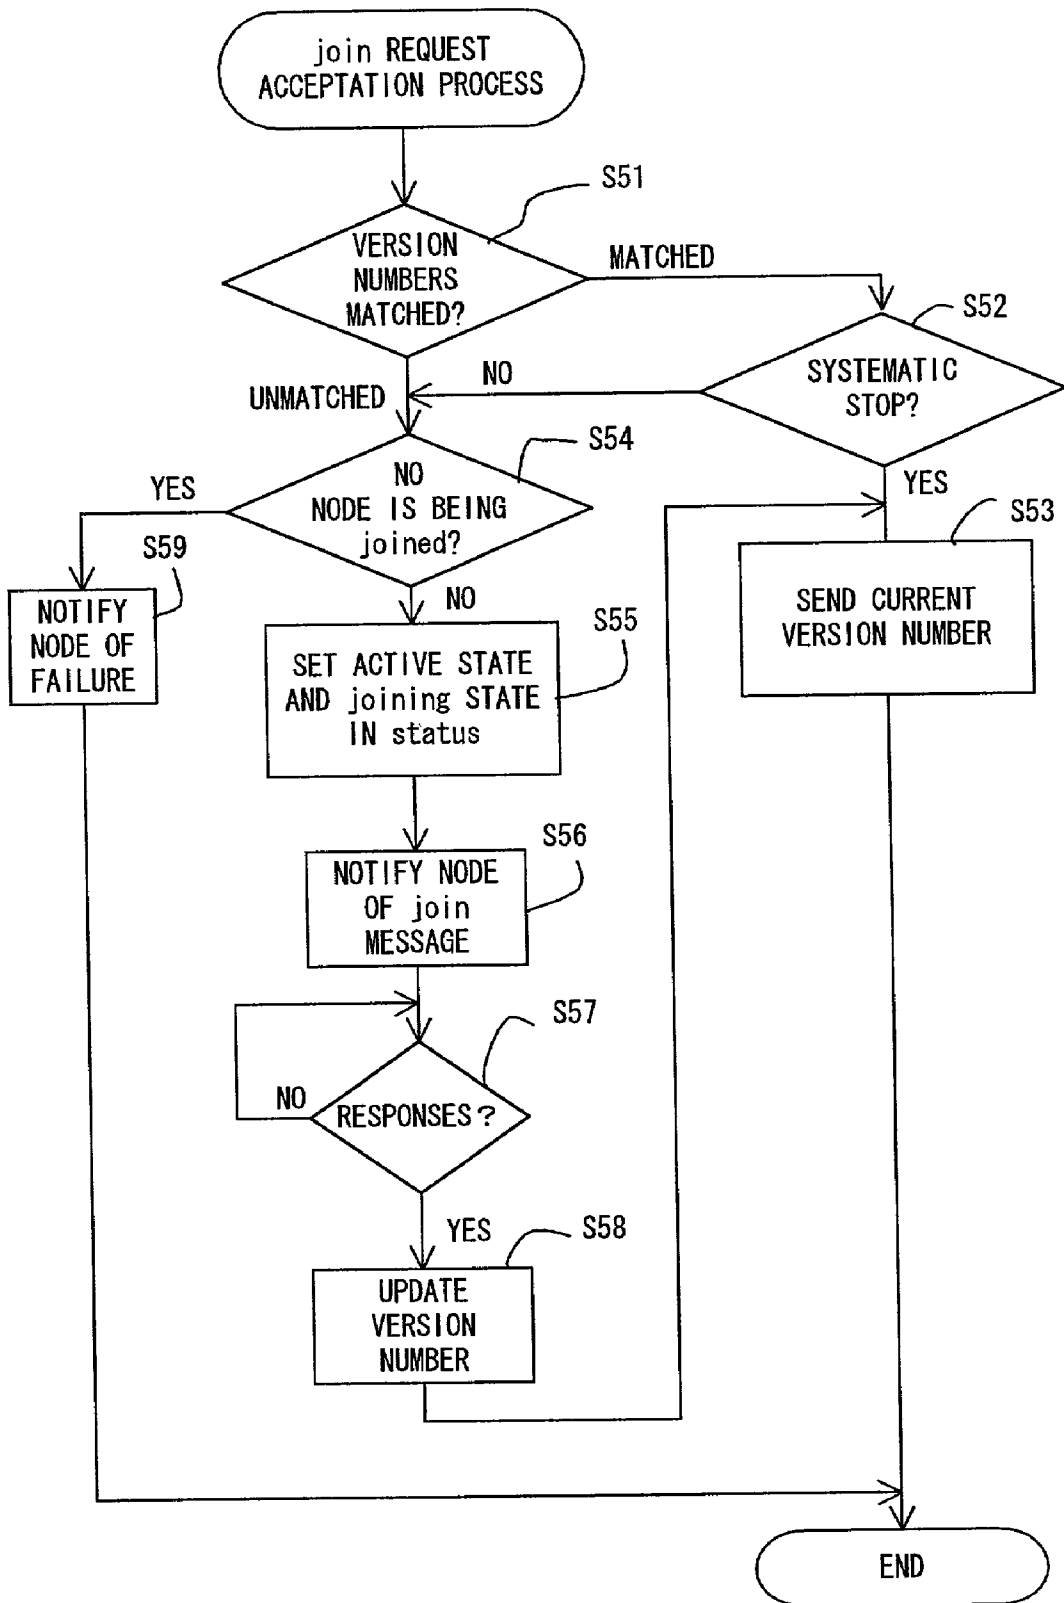 join REQUEST
ACCEPTATION PROCESS
S51
VERSION
NUMBERS
MATCHED?
MATCHED
S52
SYSTEMATIC
STOP?
NO
UNMATCHED
S54
NO
NODE IS BEING
joined?
YES
YES
S53
SEND CURRENT
VERSION NUMBER
S59
NOTIFY
NODE OF
FAILURE
NO
S55
SET ACTIVE STATE
AND joining STATE
IN status
S56
NOTIFY NODE
OF join
MESSAGE
S57
NO
RESPONSES?
YES
S58
UPDATE
VERSION
NUMBER
END